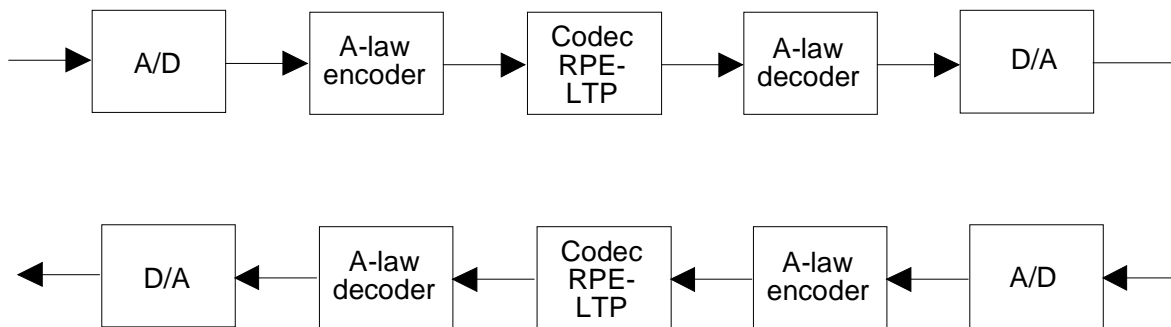 A/D
A-law
encoder
Codec
RPE-
LTP
A-law
decoder
D/A
D/A
A-law
decoder
Codec
RPE-
LTP
A-law
encoder
A/D